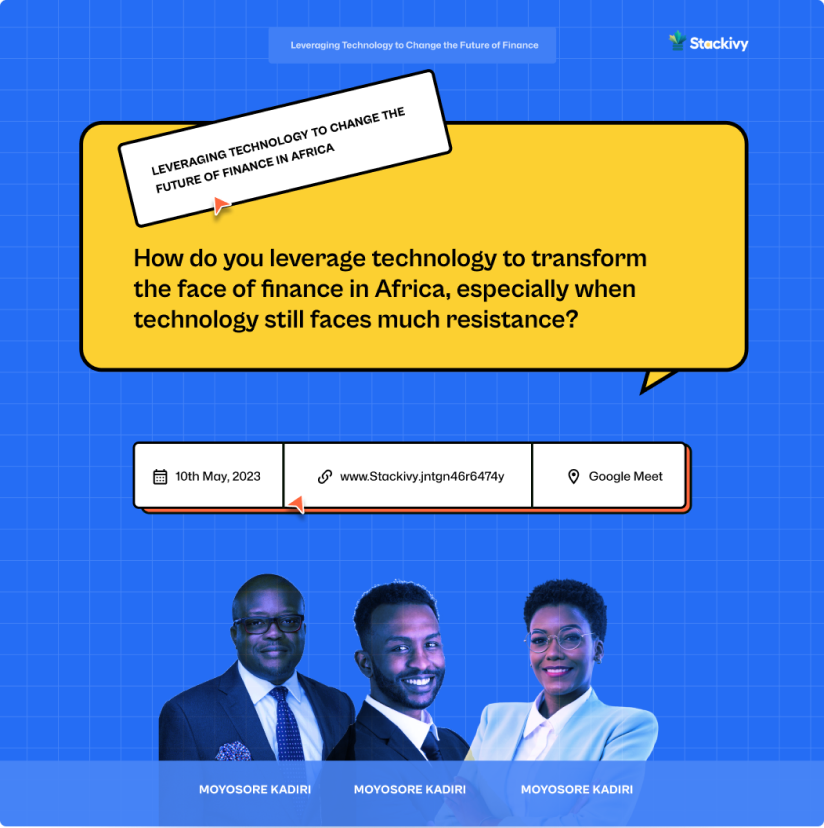 Leveraging Technology to Change the Future of Finance
Stackivy
LEVERAGING TECHNOLOGY TO CHANGE THE
FUTURE OF FINANCE IN AFRICA
How do you leverage technology to transform
the face of finance in Africa, especially when
technology still faces much resistance?
10th May, 2023
www.Stackivy.jntgn46r6474y
Google Meet
MOYOSORE KADIRI
MOYOSORE KADIRI
MOYOSORE KADIRI